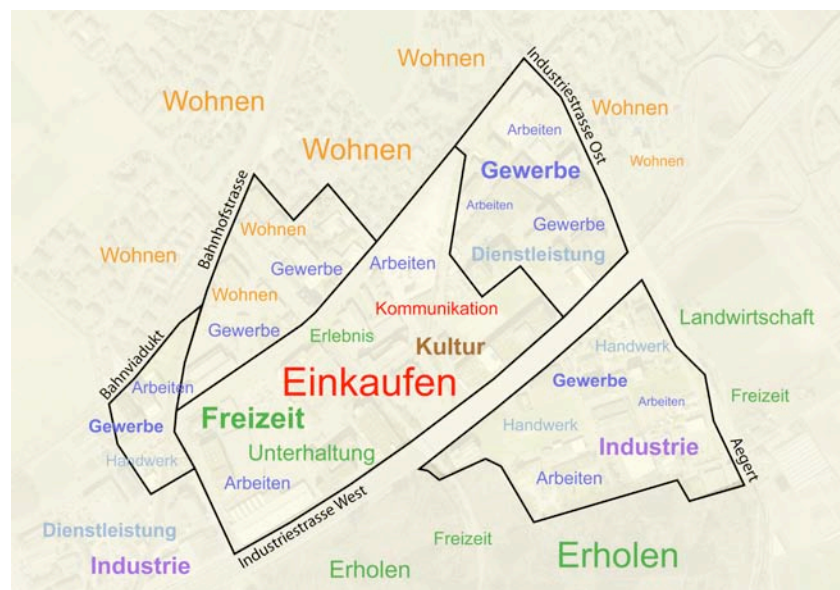 Wohnen
Wohnen
Wohnen
Wohnen
Wohnen
Wohnen
Industriestrasse Ost
Arbeiten
Gewerbe
Arbeiten
Gewerbe
Dienstleistung
Bahnhofstrasse
Wohnen
Gewerbe
Wohnen
Gewerbe
Arbeiten
Kommunikation
Erlebnis
Kultur
Einkaufen
Freizeit
Unterhaltung
Arbeiten
Industriestrasse West
Bahnviadukt
Arbeiten
Gewerbe
Handwerk
Landwirtschaft
Handwerk
Gewerbe
Arbeiten
Freizeit
Handwerk
Industrie
Aegert
Arbeiten
Dienstleistung
Industrie
Freizeit
Erholen
Erholen